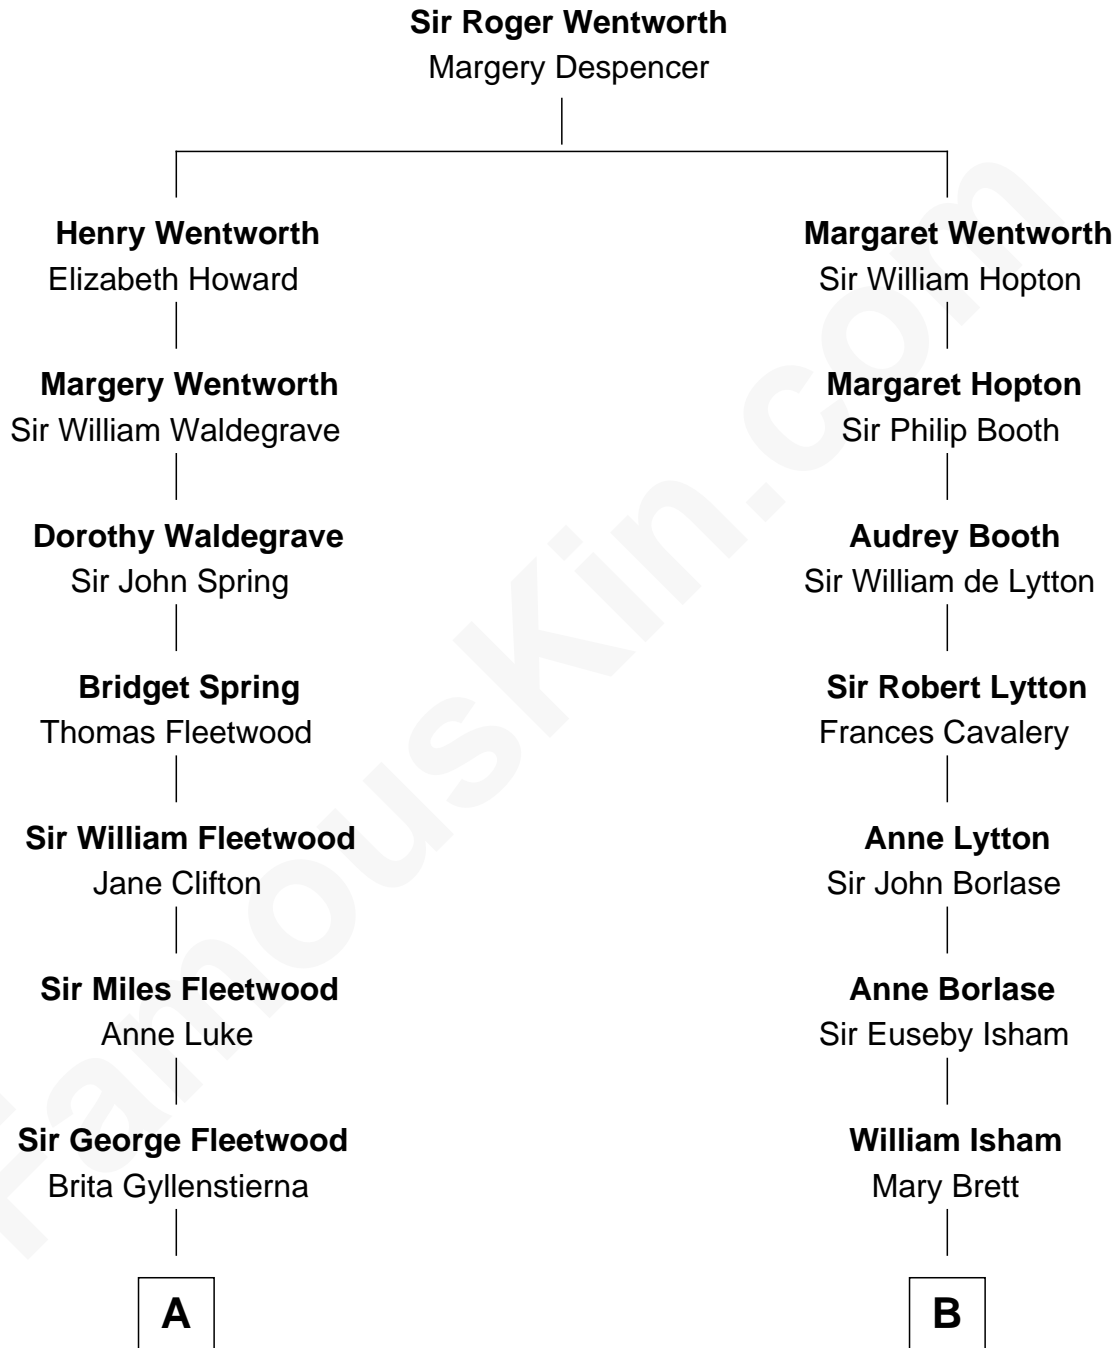 Sir Roger Wentworth
Margery Despencer
Henry Wentworth
Elizabeth Howard
Margery Wentworth
Sir William Waldegrave
Dorothy Waldegrave
Sir John Spring
Bridget Spring
Thomas Fleetwood
Sir William Fleetwood
Jane Clifton
Sir Miles Fleetwood
Anne Luke
Sir George Fleetwood
Brita Gyllenstierna
A
Margaret Wentworth
Sir William Hopton
Margaret Hopton
Sir Philip Booth
Audrey Booth
Sir William de Lytton
Sir Robert Lytton
Frances Cavalery
Anne Lytton
Sir John Borlase
Anne Borlase
Sir Euseby Isham
William Isham
Mary Brett
B
FamousKin.com